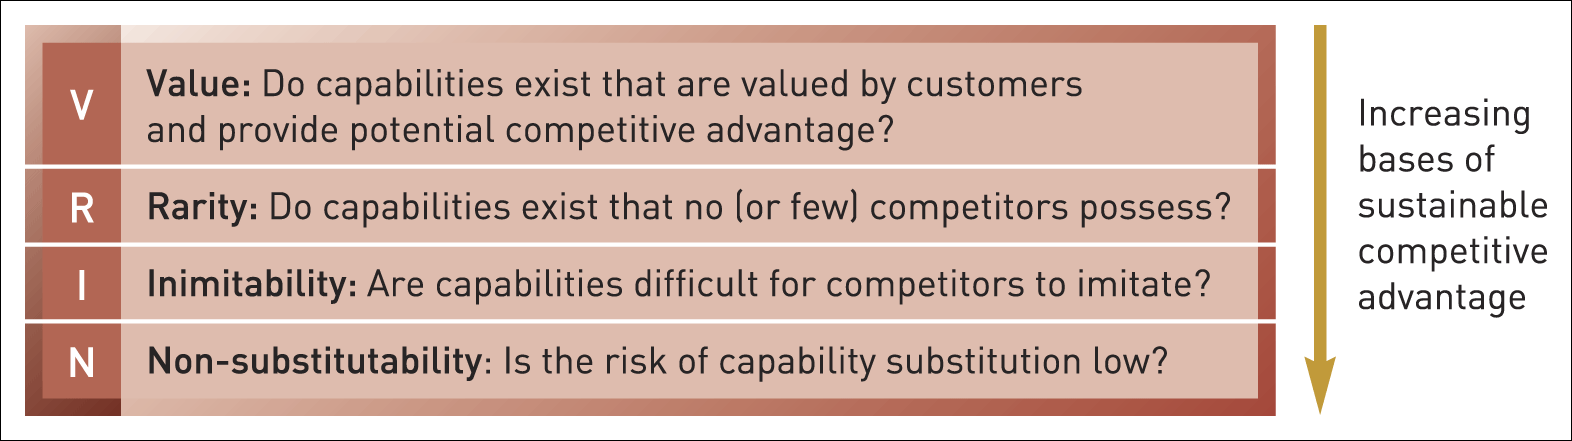 V
Value: Do capabilities exist that are valued by customers
and provide potential competitive advantage?
R
Rarity: Do capabilities exist that no (or few) competitors possess?
I
Inimitability: Are capabilities difficult for competitors to imitate?
N
Non-substitutability: Is the risk of capability substitution low?
Increasing
bases of
sustainable
competitive
advantage